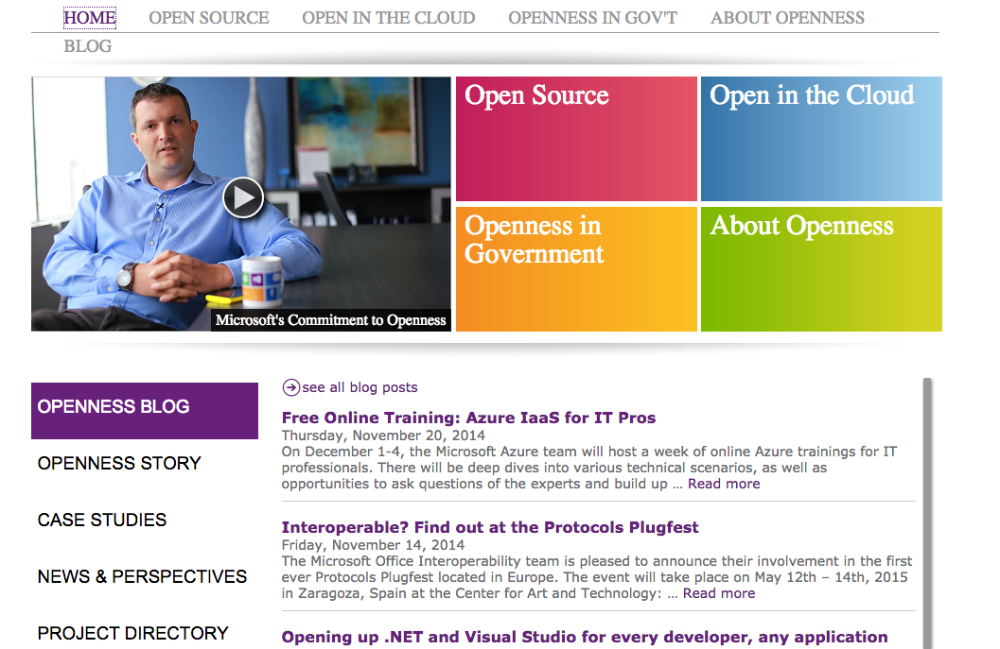 HOME OPEN SOURCE OPEN IN THE CLOUD OPENNESS IN GOV'T ABOUT OPENNESS
BLOG
Microsoft's Commitment to Openness
Open Source
Open in the Cloud
Openness in
Government
About Openness
OPENNESS BLOG
OPENNESS STORY
CASE STUDIES
NEWS & PERSPECTIVES
PROJECT DIRECTORY
see all blog posts
Free Online Training: Azure IaaS for IT Pros
Thursday, November 20, 2014
On December 1-4, the Microsoft Azure team will host a week of online Azure trainings for IT
professionals. There will be deep dives into various technical scenarios, as well as
opportunities to ask questions of the experts and build up ... Read more
Interoperable? Find out at the Protocols Plugfest
Friday, November 14, 2014
The Microsoft Office Interoperability team is pleased to announce their involvement in the first
ever Protocols Plugfest located in Europe. The event will take place on May 12th – 14th, 2015
in Zaragoza, Spain at the Center for Art and Technology: ... Read more
Opening up .NET and Visual Studio for every developer, any application